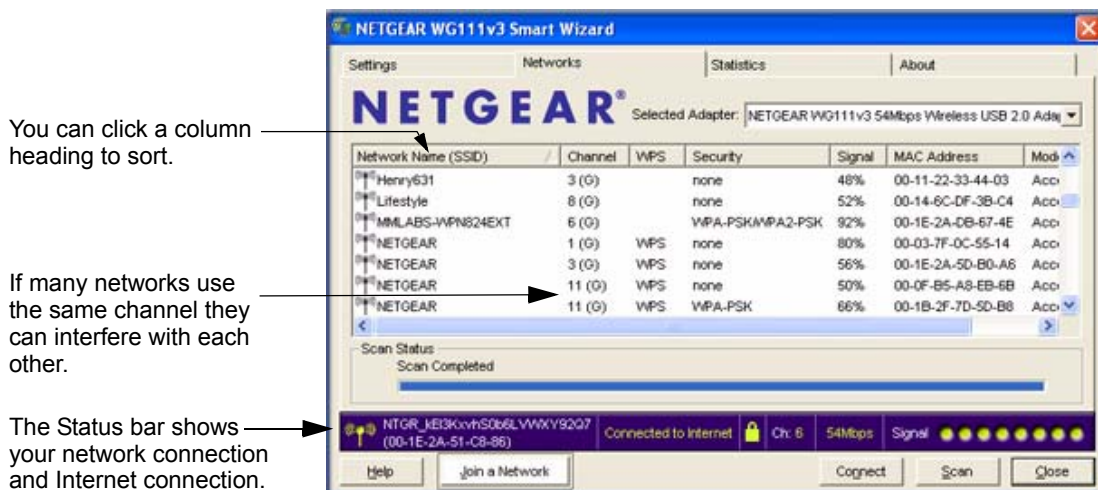 NETGEAR WG111v3 Smart Wizard
Settings Networks Statistics About
NETGEAR®
Selected Adapter: NETGEAR WG111v3 54Mbps Wireless USB 2.0 Adap
You can click a column
heading to sort.
Network Name (SSID) / Channel WPS Security Signal MAC Address Mod
Henry631 3 (G) none 48% 00-11-22-33-44-03 Acc
Lifestyle 8 (G) none 52% 00-14-6C-DF-3B-C4 Acc
MMLABS-WPN824EXT 6 (G) WPA-PSK/WPA2-PSK 92% 00-1E-2A-DB-67-4E Acc
NETGEAR 1 (G) WPS none 80% 00-03-7F-0C-55-14 Acc
NETGEAR 3 (G) WPS none 56% 00-1E-2A-5D-B0-A6 Acc
NETGEAR 11 (G) WPS none 50% 00-0F-B5-A8-EB-6B Acc
NETGEAR 11 (G) WPS WPA-PSK 66% 00-1B-2F-7D-5D-B8 Acc
If many networks use
the same channel they
can interfere with each
other.
Scan Status
Scan Completed
The Status bar shows
your network connection
and Internet connection.
(00-1E-2A-51-C8-86)
Connected to Internet Ch: 6 54Mbps Signal
Help Join a Network Connect Scan Close